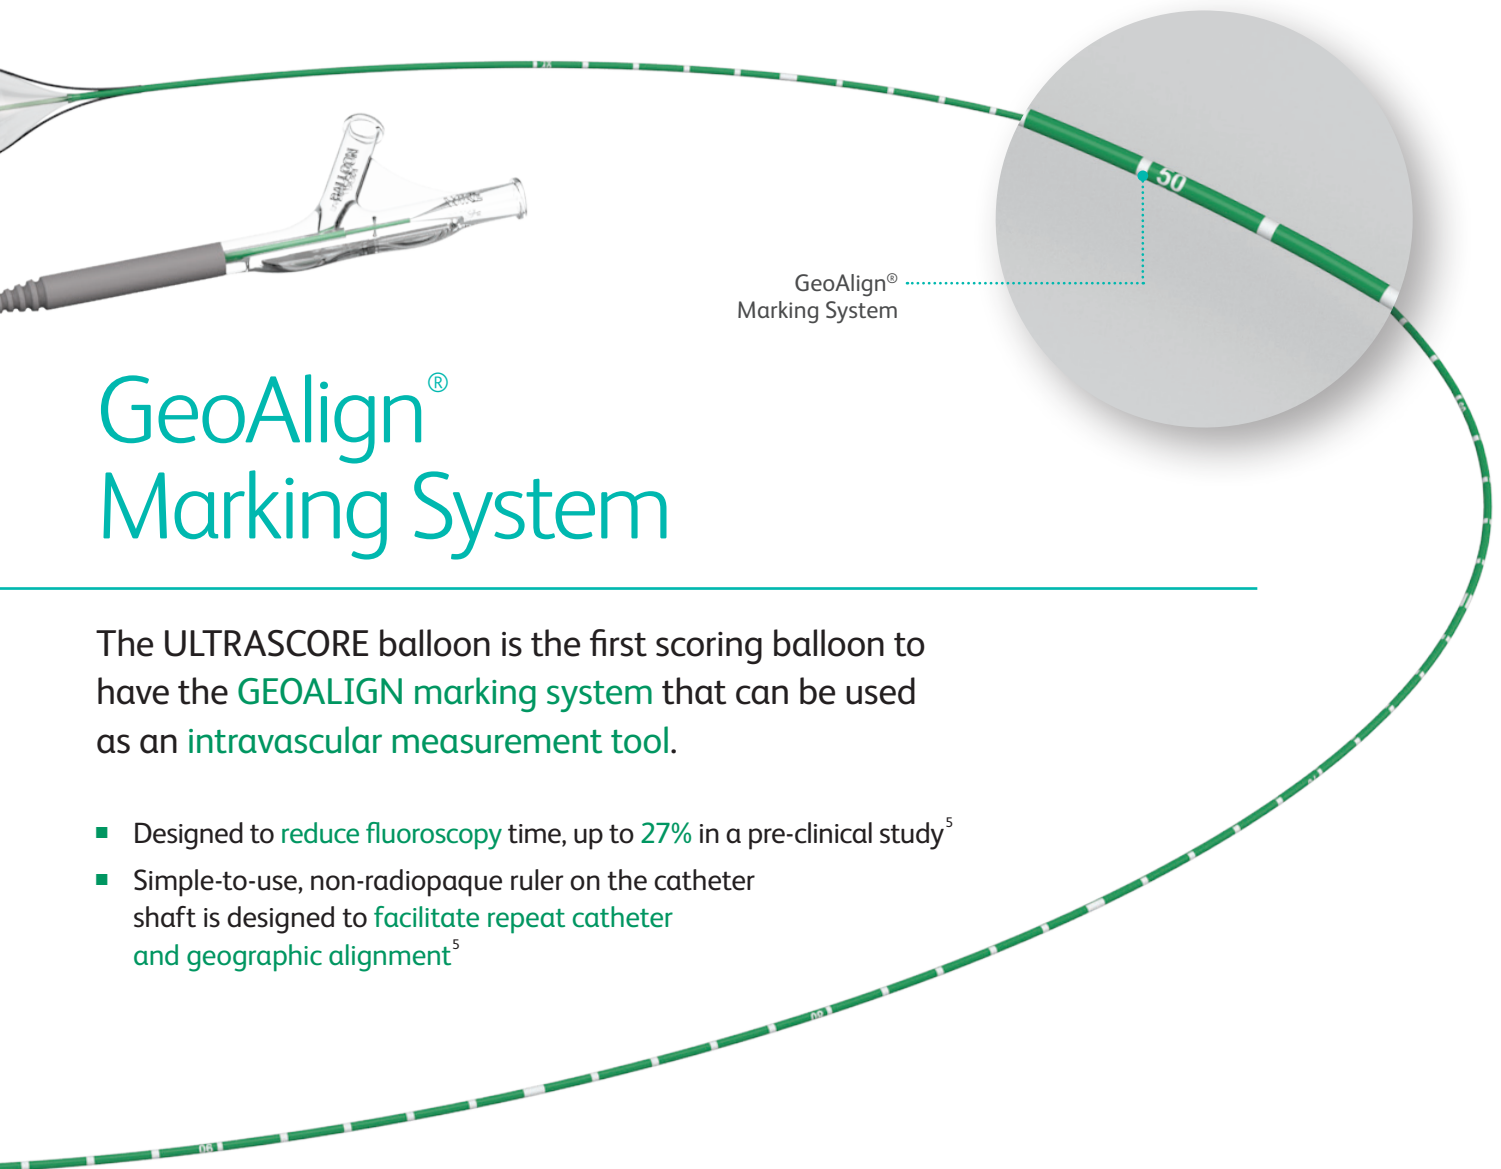 BALLOON
50
GeoAlign®
Marking System
GeoAlign®
Marking System
The ULTRASCORE balloon is the first scoring balloon to
have the GEOALIGN marking system that can be used
as an intravascular measurement tool.
Designed to reduce fluoroscopy time, up to 27% in a pre-clinical study5
Simple-to-use, non-radiopaque ruler on the catheter
shaft is designed to facilitate repeat catheter
and geographic alignment5
80
90